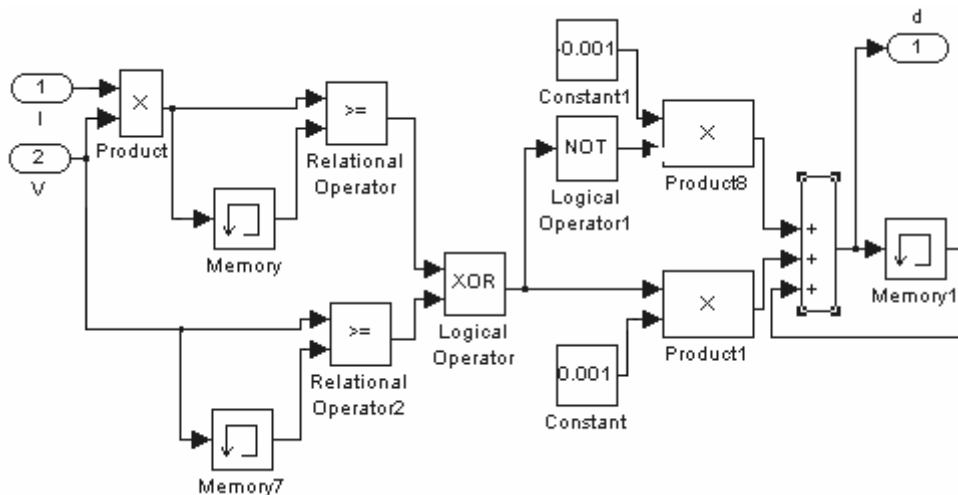 d
1
-0.001
Constant1
1
I
×
Product
>=
Relational
Operator
2
V
NOT
Logical
Operator1
×
Product8
Memory
XOR
Logical
Operator
+
+
+
Memory1
>=
Relational
Operator2
×
Product1
0.001
Constant
Memory7